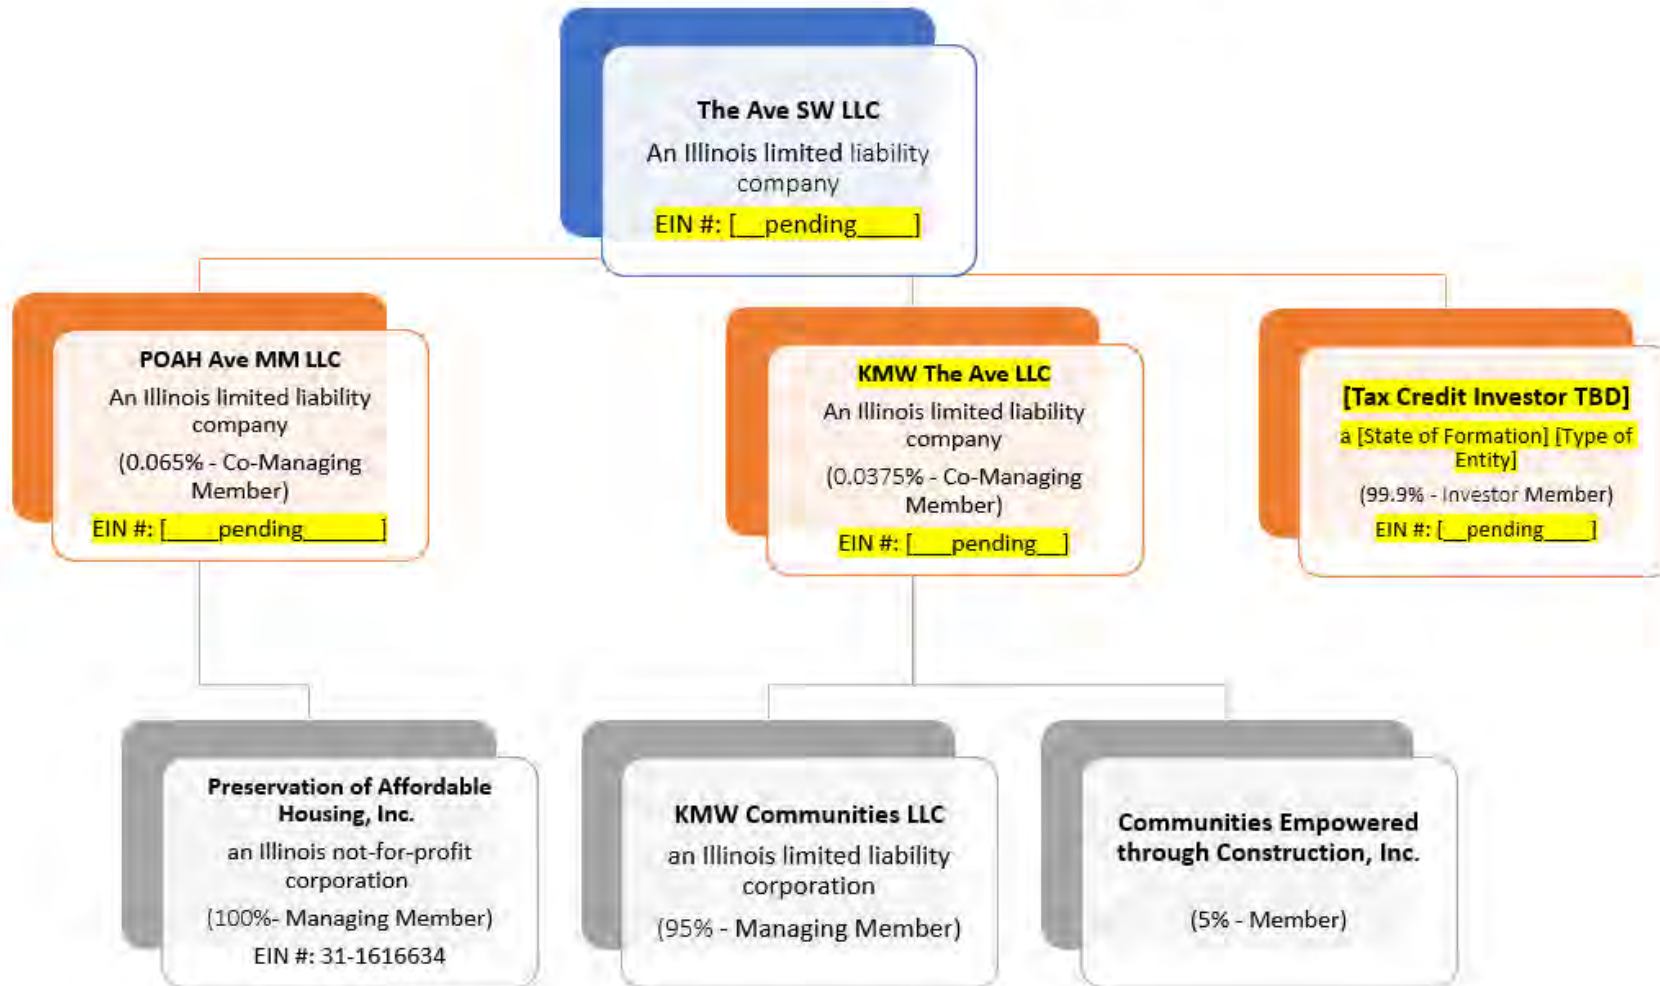 The Ave SW LLC
An Illinois limited liability
company
EIN #: [__pending____]
POAH Ave MM LLC
An Illinois limited liability
company
(0.065% - Co-Managing
Member)
EIN #: [____pending______]
KMW The Ave LLC
An Illinois limited liability
company
(0.0375% - Co-Managing
Member)
EIN #: [___pending__]
[Tax Credit Investor TBD]
a [State of Formation] [Type of
Entity]
(99.9% - Investor Member)
EIN #: [__pending____]
Preservation of Affordable
Housing, Inc.
an Illinois not-for-profit
corporation
(100%- Managing Member)
EIN #: 31-1616634
KMW Communities LLC
an Illinois limited liability
corporation
(95% - Managing Member)
Communities Empowered
through Construction, Inc.
(5% - Member)